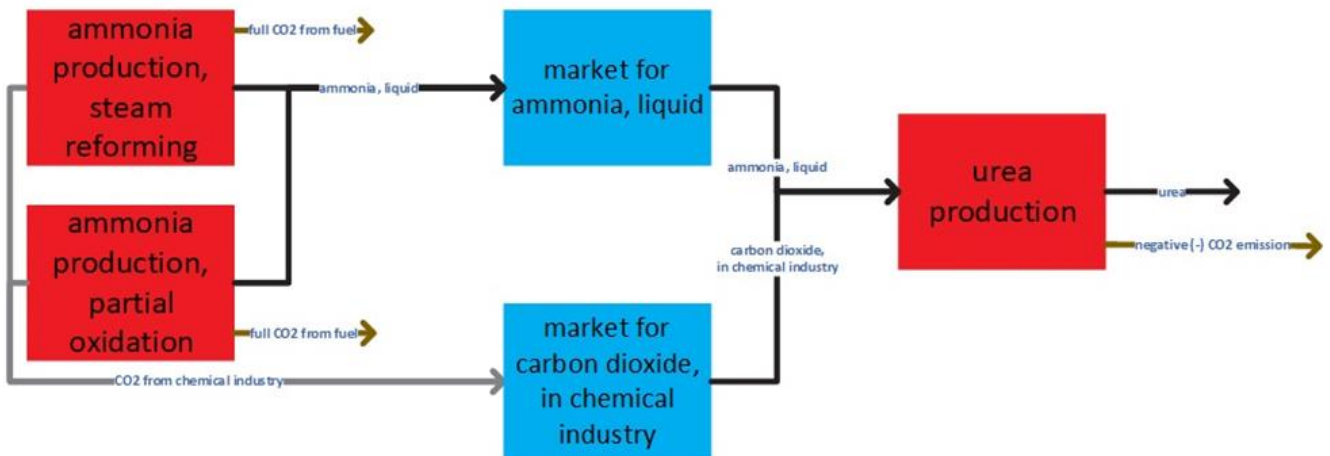 ammonia
production,
steam
reforming
full CO2 from fuel
ammonia, liquid
market for
ammonia, liquid
ammonia
production,
partial
oxidation
full CO2 from fuel
CO2 from chemical industry
market for
carbon dioxide,
in chemical
industry
ammonia, liquid
carbon dioxide,
in chemical industry
urea
production
urea
negative (-) CO2 emission